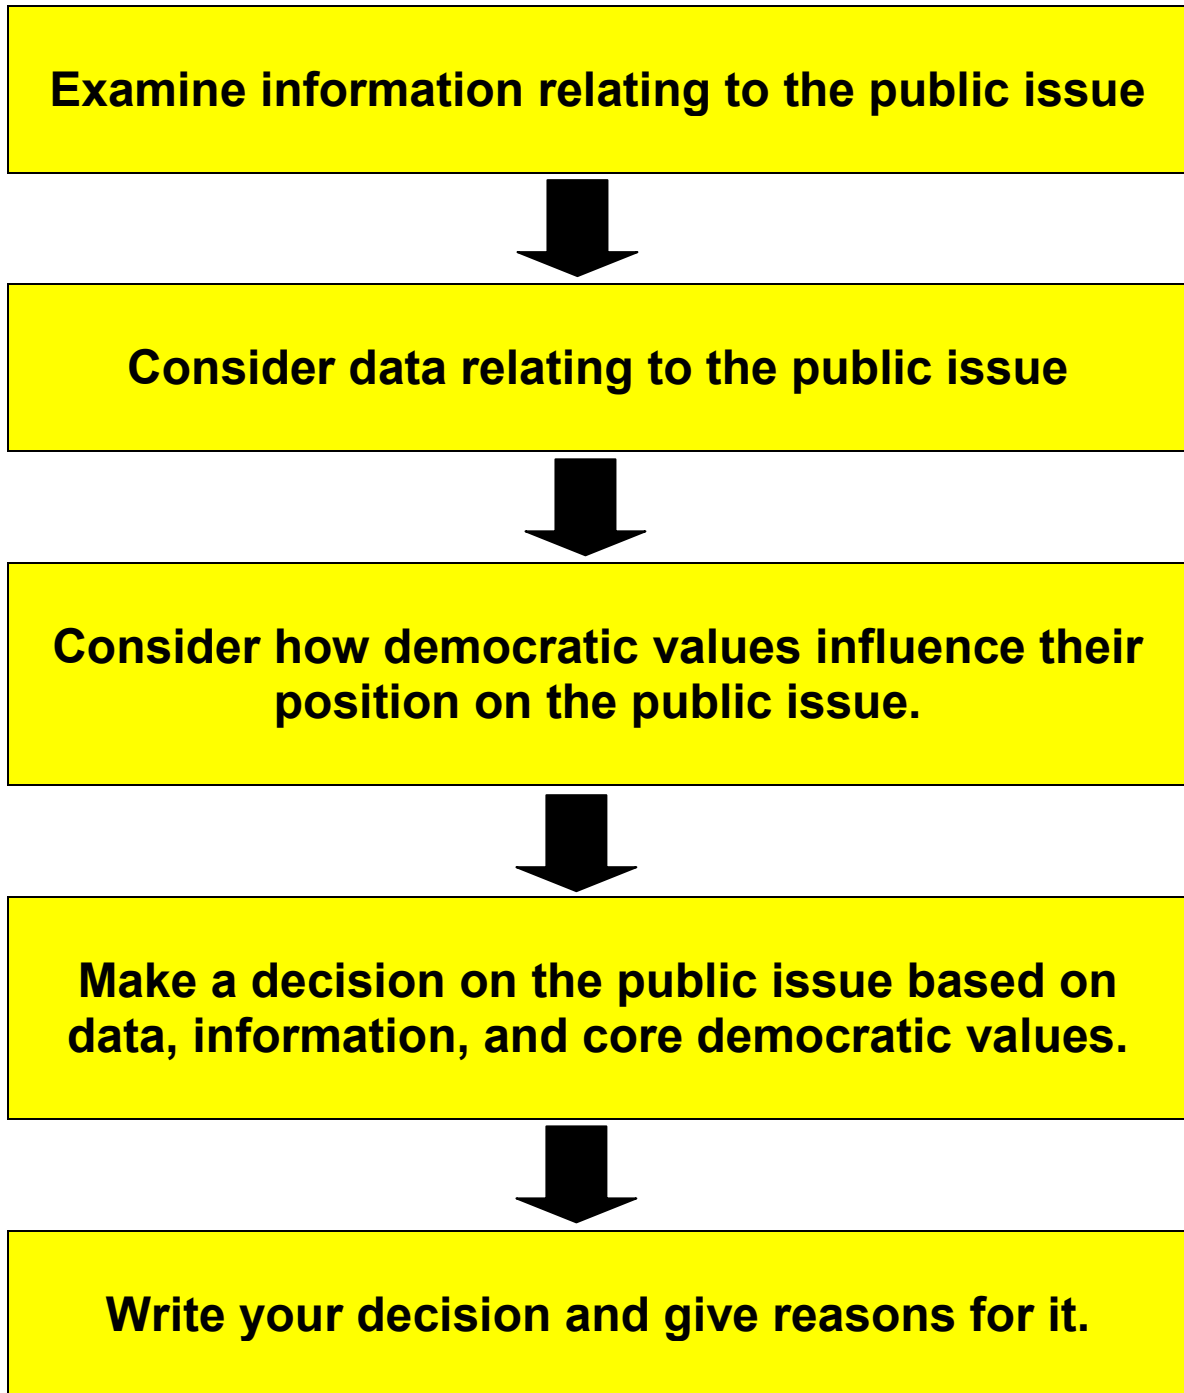 Examine information relating to the public issue
Consider data relating to the public issue
Consider how democratic values influence their
position on the public issue.
Make a decision on the public issue based on
data, information, and core democratic values.
Write your decision and give reasons for it.